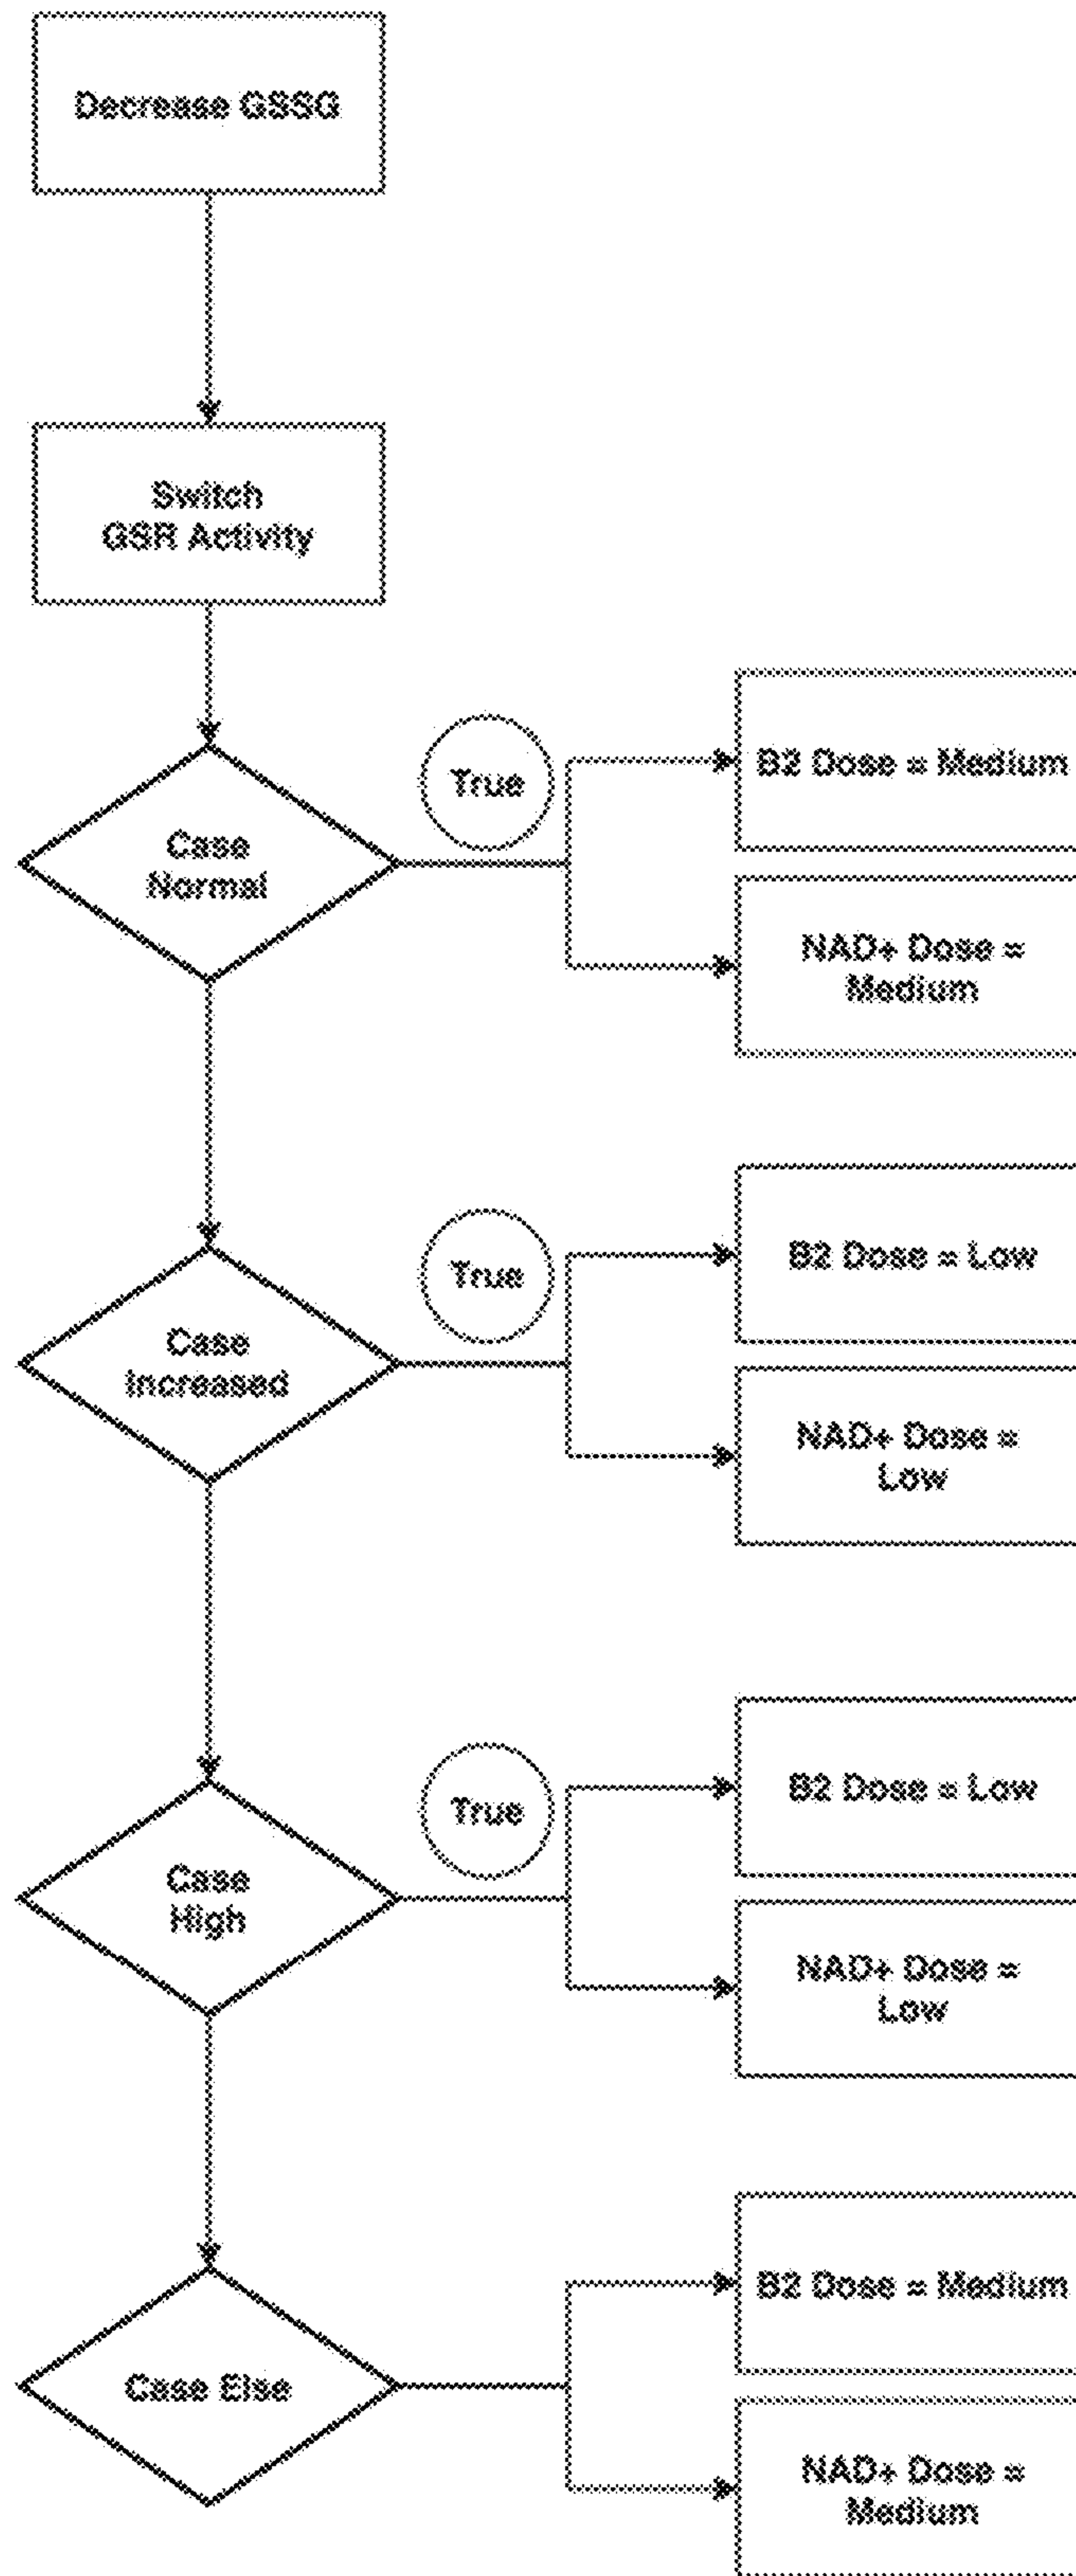 Decrease GSSG
Switch
GSR Activity
Case
Normal
True
B2 Dose = Medium
NAD+ Dose =
Medium
Case
Increased
True
B2 Dose = Low
NAD+ Dose =
Low
Case
High
True
B2 Dose = Low
NAD+ Dose =
Low
Case Else
B2 Dose = Medium
NAD+ Dose =
Medium